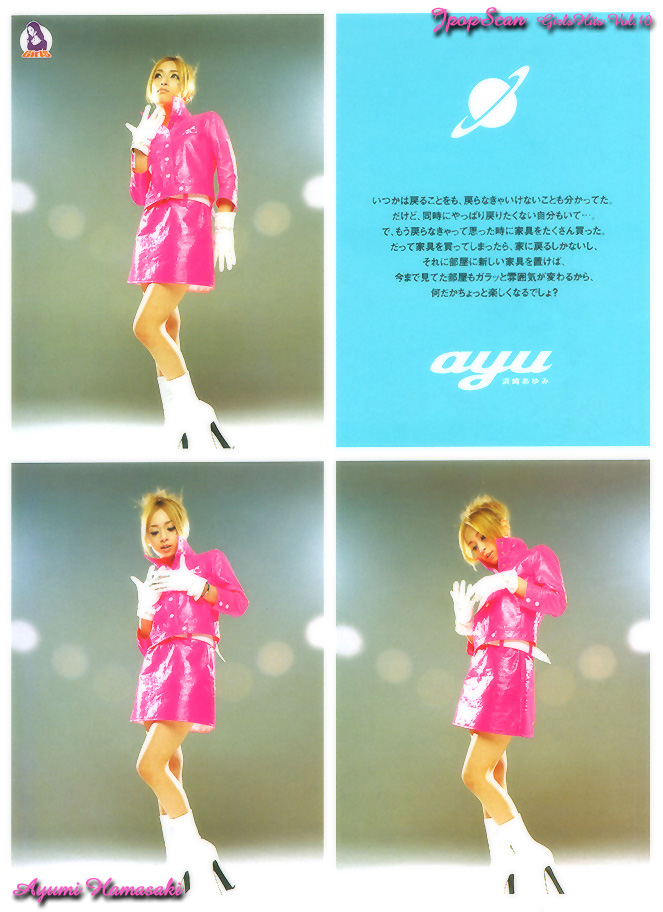 JpopScan GirlsHits Vol.10
Girls
いつかは戻ることをも、戻らなきゃいけないことも分かってた。
だけど、同時にやっぱり戻りたくない自分もいて…。
で、もう戻らなきゃって思った時に家具をたくさん買った。
だって家具を買ってしまったら、家に戻るしかないし、
それに部屋に新しい家具を置けば、
今まで見てた部屋もガラッと雰囲気が変わるから、
何だかちょっと楽しくなるでしょ？
ayu
浜崎あゆみ
Ayumi Hamasaki